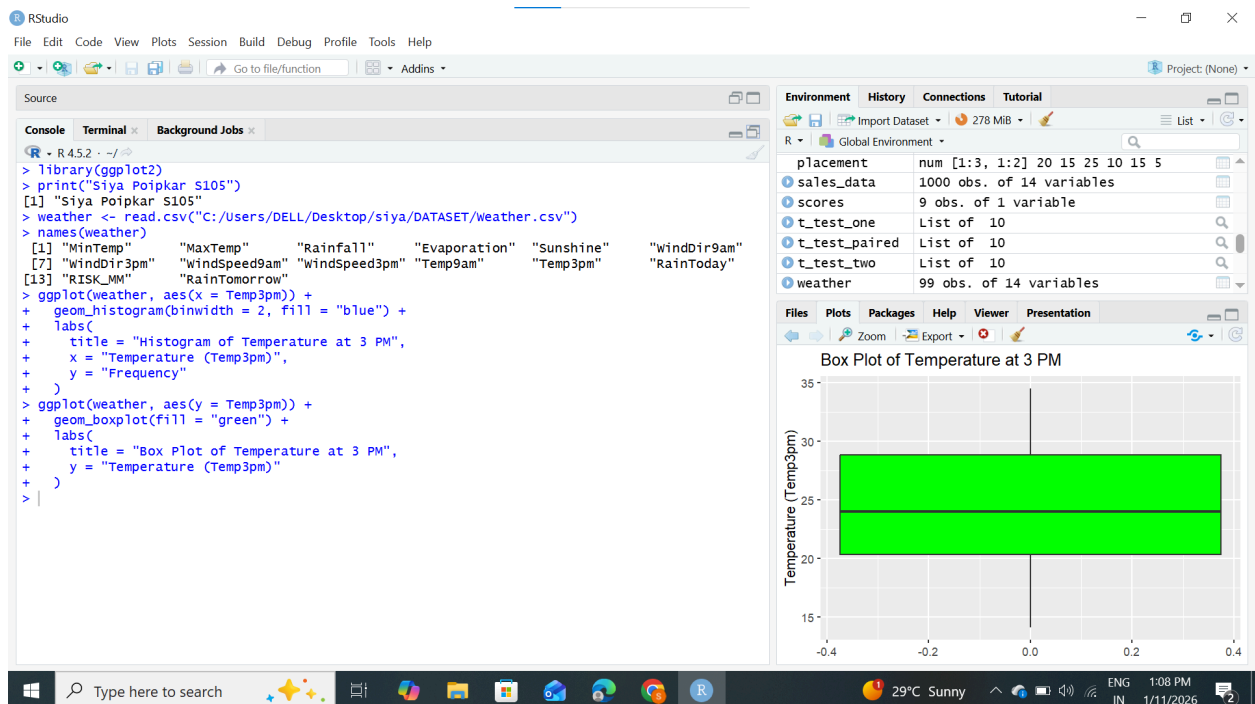 RStudio
File Edit Code View Plots Session Build Debug Profile Tools Help
Go to file/function Addins Project: (None)
Source
Console Terminal Background Jobs
R 4.5.2 · ~/
> library(ggplot2)
> print("Siya Poipkar S105")
[1] "Siya Poipkar S105"
> weather <- read.csv("C:/Users/DELL/Desktop/siya/DATASET/Weather.csv")
> names(weather)
[1] "MinTemp" "MaxTemp" "Rainfall" "Evaporation" "Sunshine" "WindDir9am"
[7] "WindDir3pm" "WindSpeed9am" "WindSpeed3pm" "Temp9am" "Temp3pm" "RainToday"
[13] "RISK_MM" "RainTomorrow"
> ggplot(weather, aes(x = Temp3pm)) +
+ geom_histogram(binwidth = 2, fill = "blue") +
+ labs(
+ title = "Histogram of Temperature at 3 PM",
+ x = "Temperature (Temp3pm)",
+ y = "Frequency"
+ )
> ggplot(weather, aes(y = Temp3pm)) +
+ geom_boxplot(fill = "green") +
+ labs(
+ title = "Box Plot of Temperature at 3 PM",
+ y = "Temperature (Temp3pm)"
+ )
>
Environment History Connections Tutorial
Import Dataset 278 MiB List
R Global Environment
placement num [1:3, 1:2] 20 15 25 10 15 5
sales_data 1000 obs. of 14 variables
scores 9 obs. of 1 variable
t_test_one List of 10
t_test_paired List of 10
t_test_two List of 10
weather 99 obs. of 14 variables
Files Plots Packages Help Viewer Presentation
Zoom Export
Box Plot of Temperature at 3 PM
Temperature (Temp3pm)
35
30
25
20
15
-0.4 -0.2 0.0 0.2 0.4
Type here to search
1
29°C Sunny
ENG
IN
1:08 PM
1/11/2026
2